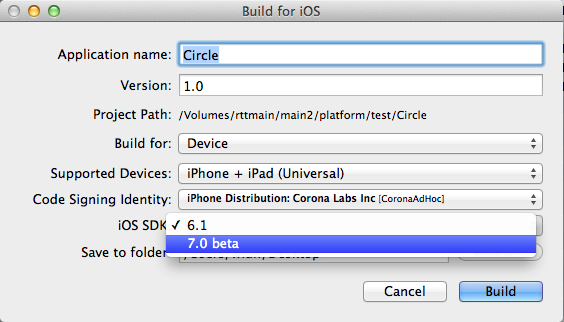 Build for iOS
Application name: Circle
Version: 1.0
Project Path: /Volumes/rttmain/main2/platform/test/Circle
Build for: Device
Supported Devices: iPhone + iPad (Universal)
Code Signing Identity: iPhone Distribution: Corona Labs Inc [CoronaAdHoc]
iOS SDK ✓ 6.1
7.0 beta
Save to folder
Cancel Build